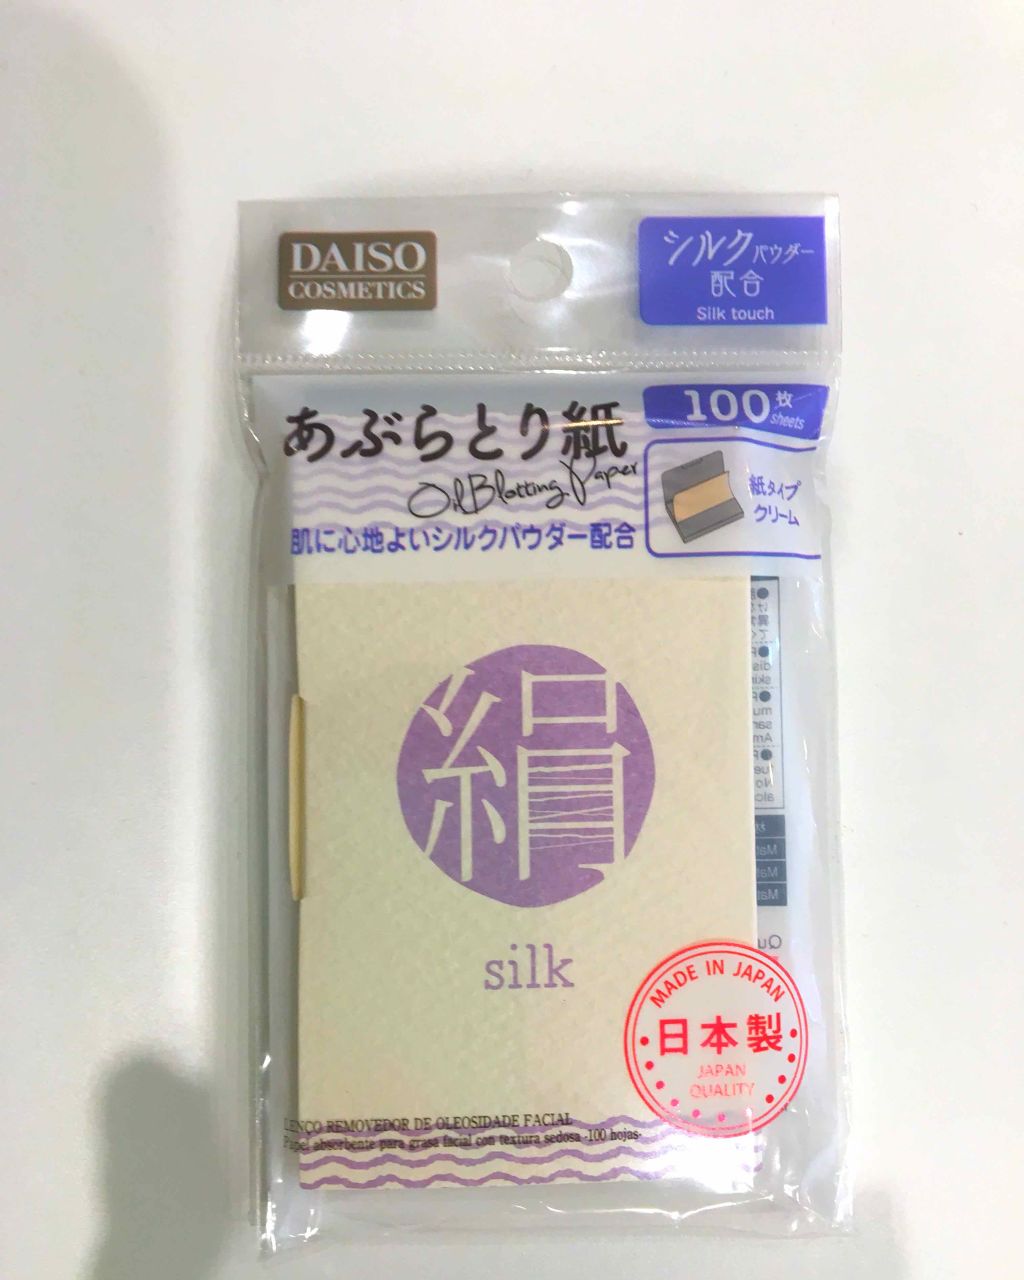 DAISO
COSMETICS
シルクパウダー
配合
Silk touch
あぶらとり紙
Oil Blotting Paper
肌に心地よいシルクパウダー配合
100枚
sheets
紙タイプ
クリーム
絹
silk
MADE IN JAPAN
日本製
JAPAN
QUALITY
LENÇO REMOVEDOR DE OLEOSIDADE FACIAL
Papel absorbente para grasa facial con textura sedosa -100 hojas-